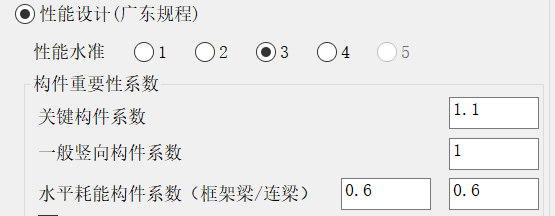 性能设计(广东规程)
性能水准 1 2 3 4 5
构件重要性系数
关键构件系数 1.1
一般竖向构件系数 1
水平耗能构件系数（框架梁/连梁） 0.6 0.6